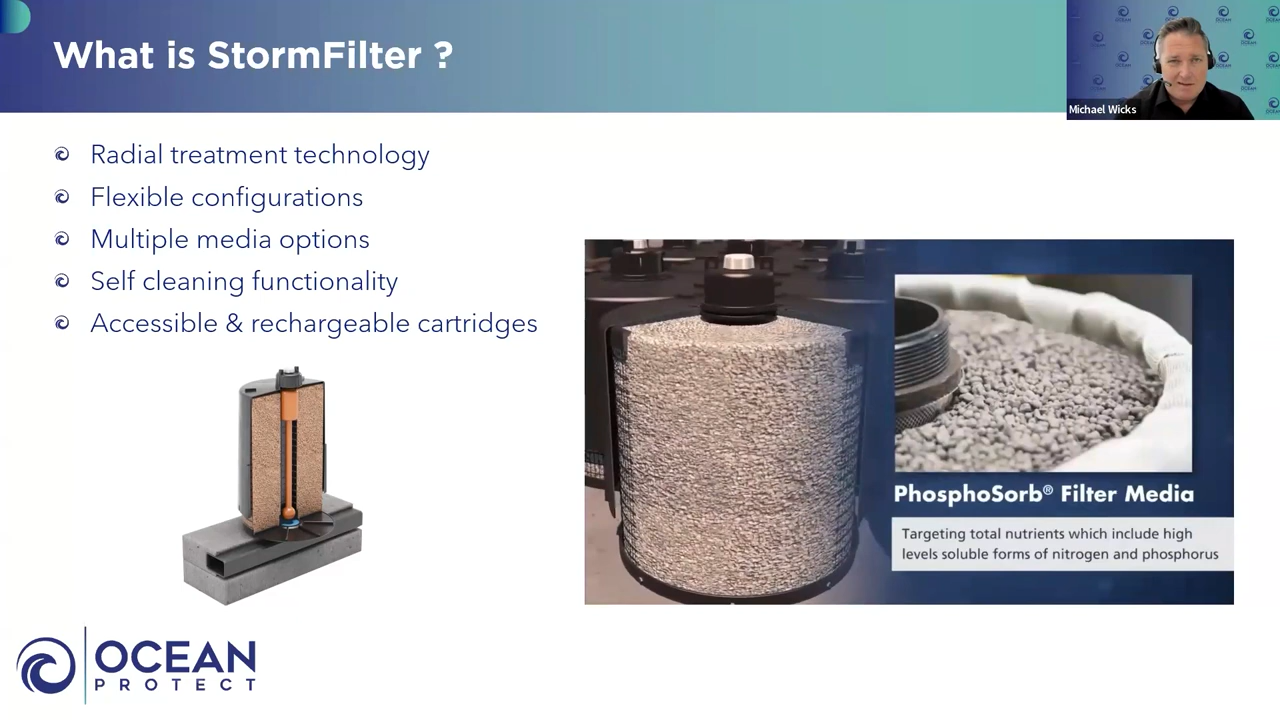 What is StormFilter ?
Michael Wicks
Radial treatment technology
Flexible configurations
Multiple media options
Self cleaning functionality
Accessible & rechargeable cartridges
PhosphoSorb® Filter Media
Targeting total nutrients which include high
levels soluble forms of nitrogen and phosphorus
OCEAN
PROTECT